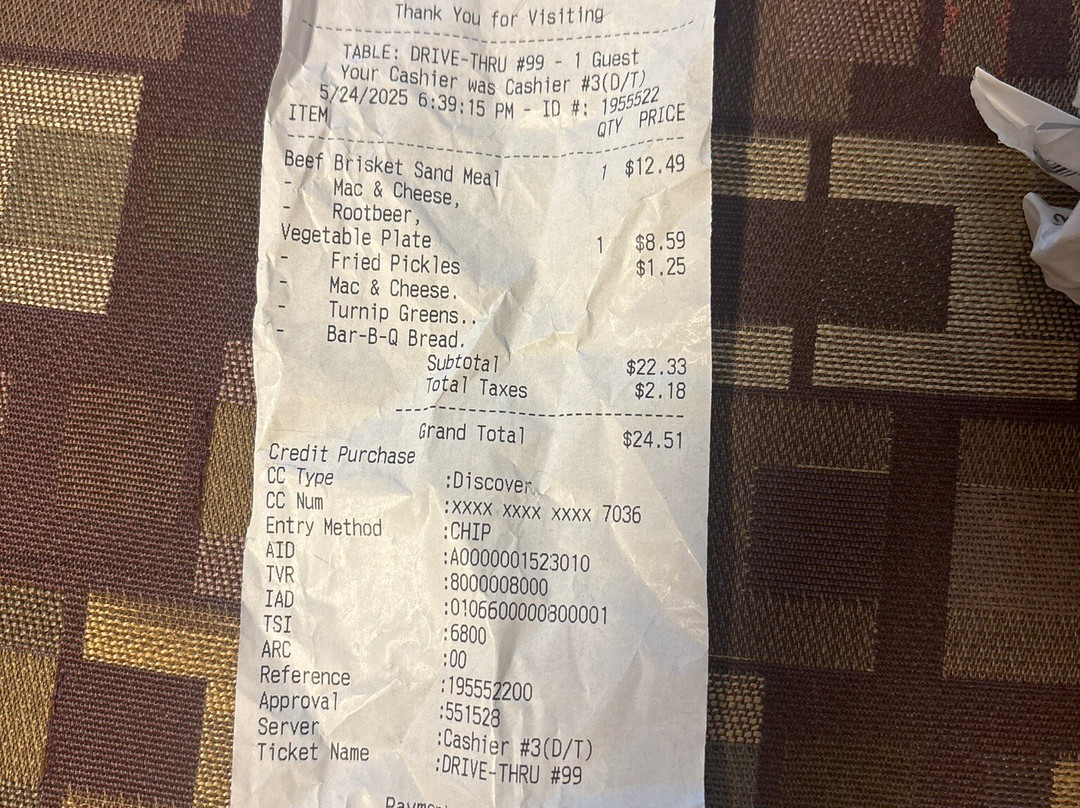 Thank You for Visiting
TABLE: DRIVE-THRU #99 - 1 Guest
Your Cashier was Cashier #3(D/T)
5/24/2025 6:39:15 PM - ID #: 1955522
ITEM QTY PRICE
Beef Brisket Sand Meal 1 $12.49
- Mac & Cheese,
- Rootbeer,
Vegetable Plate 1 $8.59
- Fried Pickles $1.25
- Mac & Cheese.
- Turnip Greens..
- Bar-B-Q Bread.
Subtotal $22.33
Total Taxes $2.18
Grand Total $24.51
Credit Purchase
CC Type :Discover
CC Num :xxxx xxxx xxxx 7036
Entry Method :CHIP
AID :A0000001523010
TVR :8000008000
IAD :0106600000800001
TSI :6800
ARC :00
Reference :195552200
Approval :551528
Server :Cashier #3(D/T)
Ticket Name :DRIVE-THRU #99